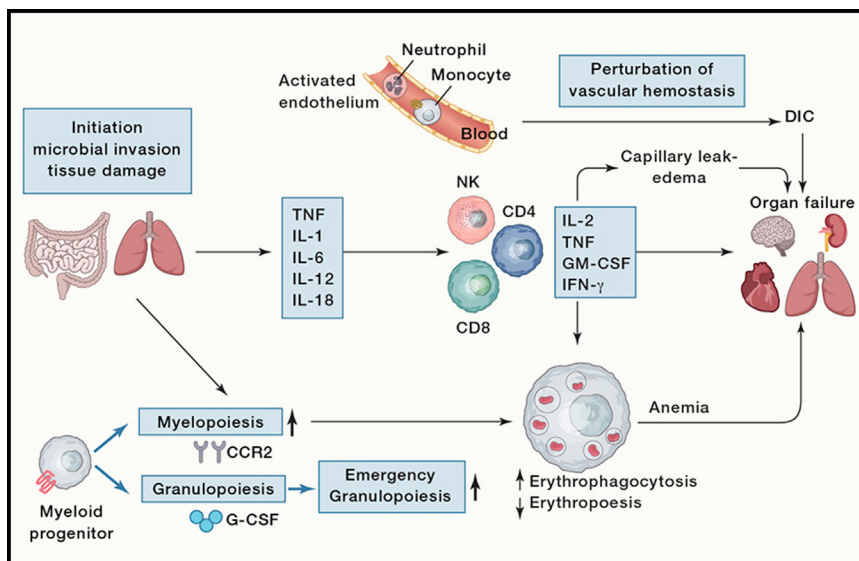 Neutrophil
Monocyte
Activated
endothelium
Blood
Perturbation of
vascular hemostasis
DIC
Initiation
microbial invasion
tissue damage
Capillary leak-
edema
Organ failure
TNF
IL-1
IL-6
IL-12
IL-18
NK
CD4
CD8
IL-2
TNF
GM-CSF
IFN-γ
Myelopoiesis
CCR2
Anemia
Granulopoiesis
G-CSF
Emergency
Granulopoiesis
Myeloid
progenitor
Erythrophagocytosis
Erythropoesis